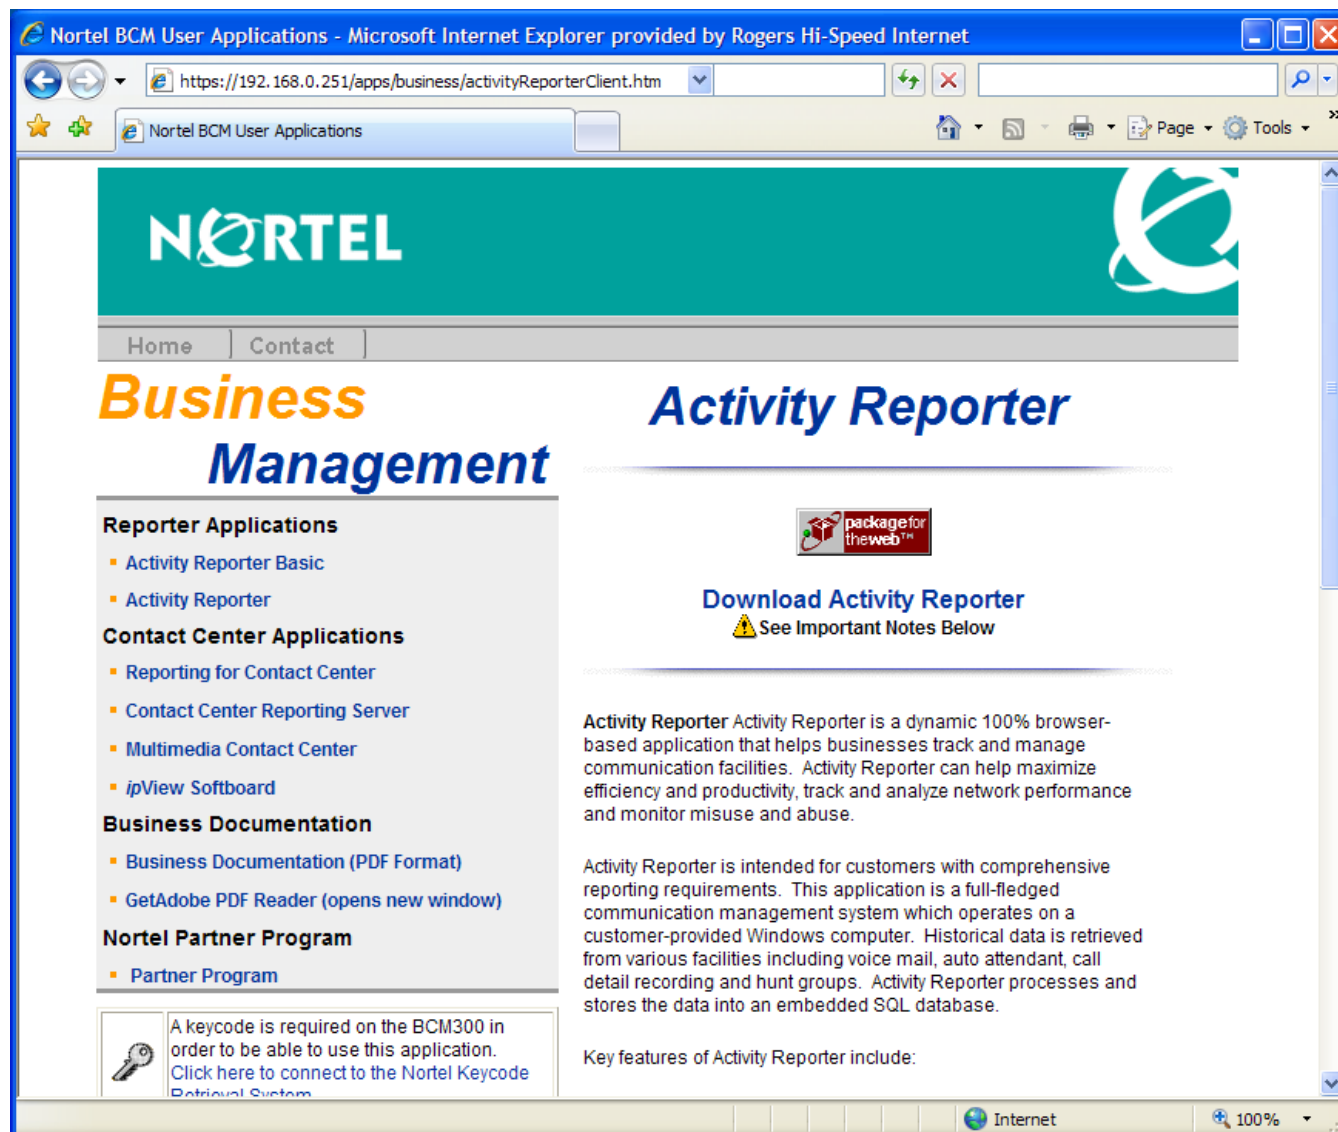 Nortel BCM User Applications - Microsoft Internet Explorer provided by Rogers Hi-Speed Internet
https://192.168.0.251/apps/business/activityReporterClient.htm
Nortel BCM User Applications
Page
Tools
»
NORTEL
Home
Contact
Business
Management
Reporter Applications
Activity Reporter Basic
Activity Reporter
Contact Center Applications
Reporting for Contact Center
Contact Center Reporting Server
Multimedia Contact Center
ipView Softboard
Business Documentation
Business Documentation (PDF Format)
GetAdobe PDF Reader (opens new window)
Nortel Partner Program
Partner Program
A keycode is required on the BCM300 in
order to be able to use this application.
Click here to connect to the Nortel Keycode
Retrieval System
Activity Reporter
packagefor
theweb™
Download Activity Reporter
See Important Notes Below
Activity Reporter Activity Reporter is a dynamic 100% browser-
based application that helps businesses track and manage
communication facilities. Activity Reporter can help maximize
efficiency and productivity, track and analyze network performance
and monitor misuse and abuse.
Activity Reporter is intended for customers with comprehensive
reporting requirements. This application is a full-fledged
communication management system which operates on a
customer-provided Windows computer. Historical data is retrieved
from various facilities including voice mail, auto attendant, call
detail recording and hunt groups. Activity Reporter processes and
stores the data into an embedded SQL database.
Key features of Activity Reporter include:
Internet
100%